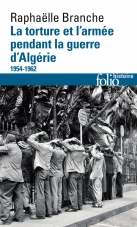 Raphaëlle Branche
La torture et l'armée
pendant la guerre
d'Algérie
1954-1962
folio
histoire